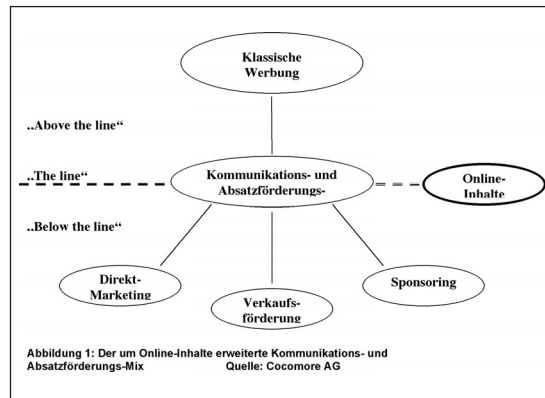 Klassische
Werbung
„Above the line“
„The line“
Kommunikations- und
Absatzförderungs-
Online-
Inhalte
„Below the line“
Direkt-
Marketing
Verkaufs-
förderung
Sponsoring
Abbildung 1: Der um Online-Inhalte erweiterte Kommunikations- und
Absatzförderungs-Mix Quelle: Cocomore AG